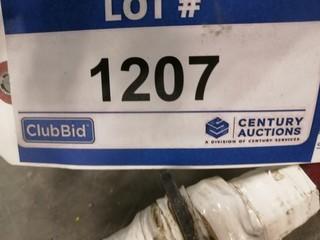 LOT #
1207
ClubBid
CENTURY
AUCTIONS
A DIVISION OF CENTURY SERVICES